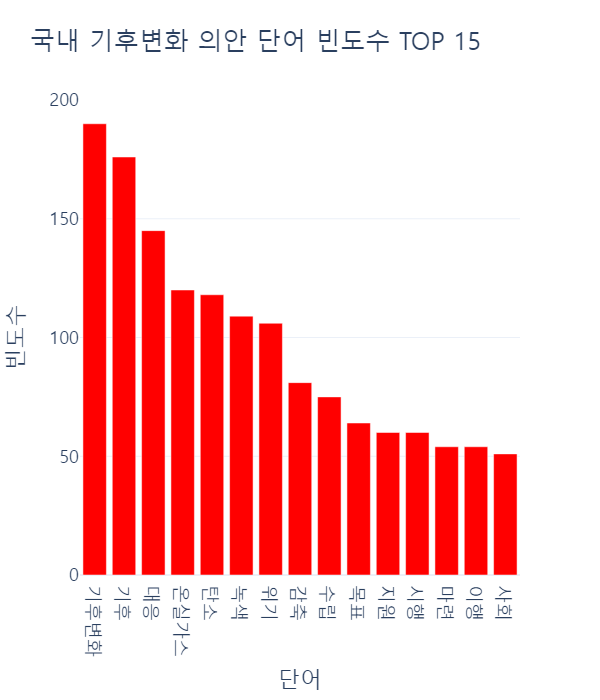 국내 기후변화 의안 단어 빈도수 TOP 15
200
150
100
50
0
빈도수
기후변화
기후
대응
온실가스
탄소
녹색
위기
감축
수립
목표
지원
시행
마련
이행
사회
단어